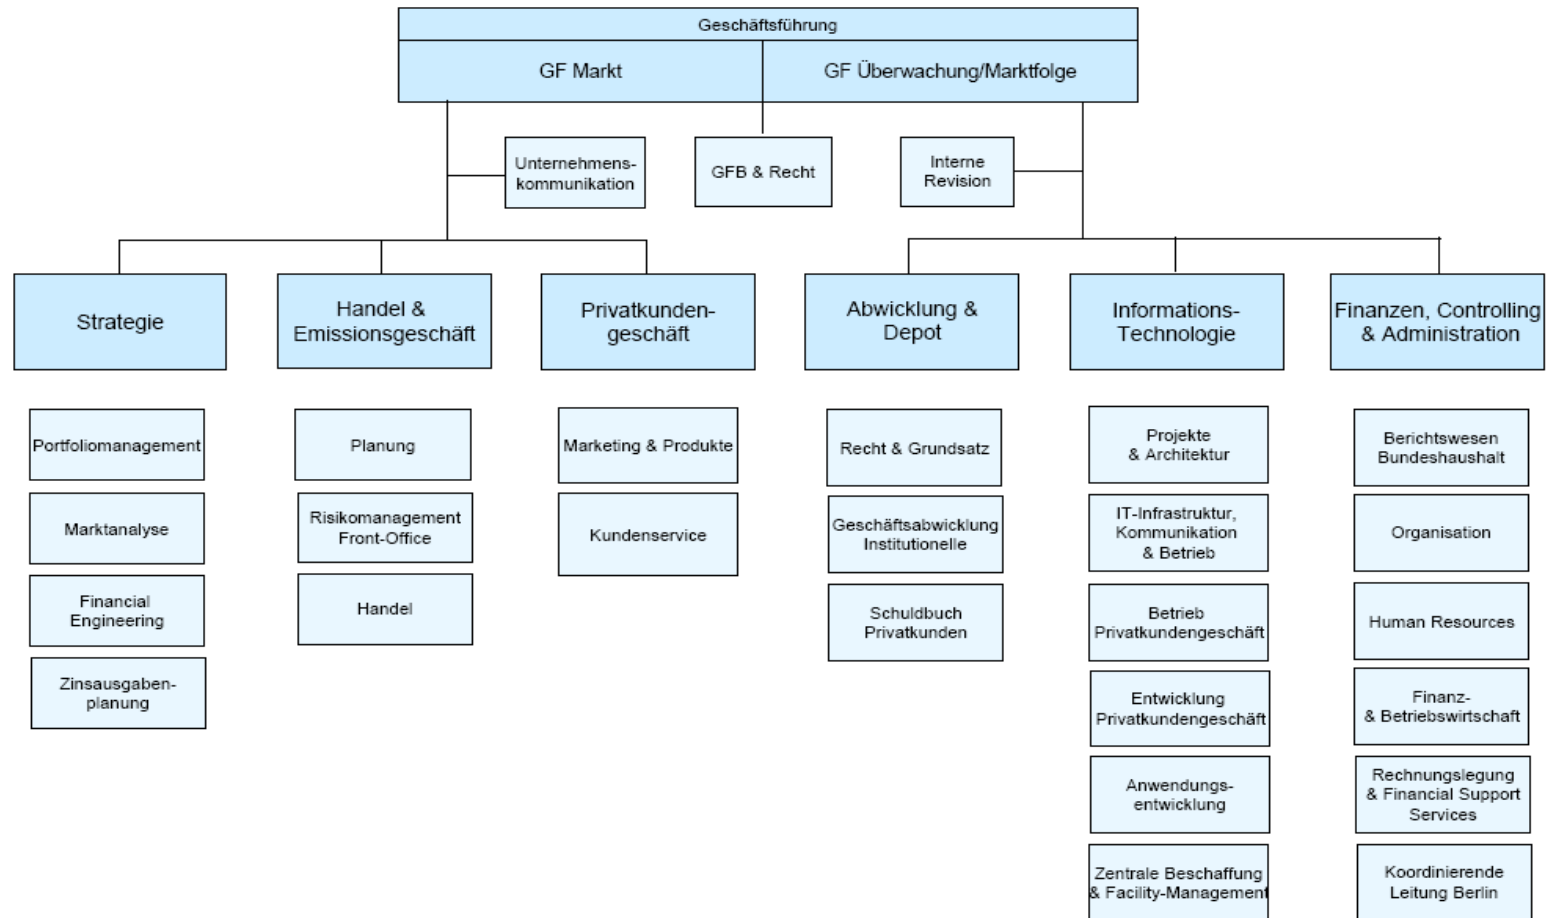 Geschäftsführung
GF Markt
GF Überwachung/Marktfolge
Unternehmens-
kommunikation
GFB & Recht
Interne
Revision
Strategie
Handel &
Emissionsgeschäft
Privatkunden-
geschäft
Abwicklung &
Depot
Informations-
Technologie
Finanzen, Controlling
& Administration
Portfoliomanagement
Marktanalyse
Financial
Engineering
Zinsausgaben-
planung
Planung
Risikomanagement
Front-Office
Handel
Marketing & Produkte
Kundenservice
Recht & Grundsatz
Geschäftsabwicklung
Institutionelle
Schuldbuch
Privatkunden
Projekte
& Architektur
IT-Infrastruktur,
Kommunikation
& Betrieb
Betrieb
Privatkundengeschäft
Entwicklung
Privatkundengeschäft
Anwendungs-
entwicklung
Zentrale Beschaffung
& Facility-Management
Berichtswesen
Bundeshaushalt
Organisation
Human Resources
Finanz-
& Betriebswirtschaft
Rechnungslegung
& Financial Support
Services
Koordinierende
Leitung Berlin